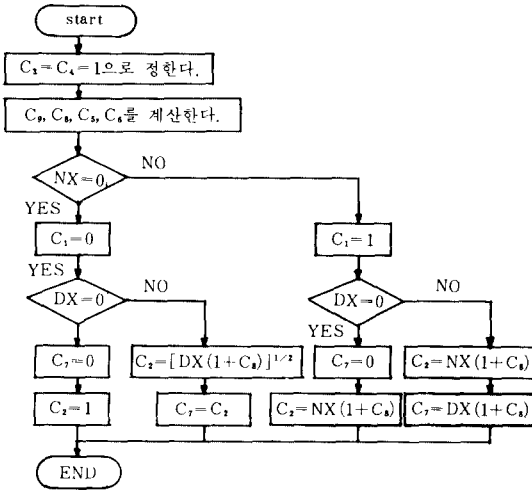 start
C₃=C₄=1으로 정한다.
C₉, C₈, C₅, C₆를 계산한다.
NX=0
NO
YES
C₁=0
C₁=1
YES
DX=0
NO
DX=0
NO
YES
C₇=0
C₂=[DX(1+C₈)]¹/²
C₇=0
C₂=NX(1+C₈)
C₂=1
C₇=C₂
C₂=NX(1+C₈)
C₇=DX(1+C₈)
END